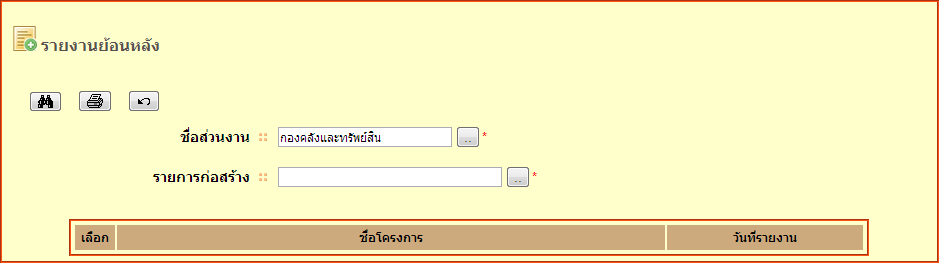 รายงานย้อนหลัง
ชื่อส่วนงาน :: กองคลังและทรัพย์สิน .. *
รายการก่อสร้าง :: .. *
เลือก ชื่อโครงการ วันที่รายงาน